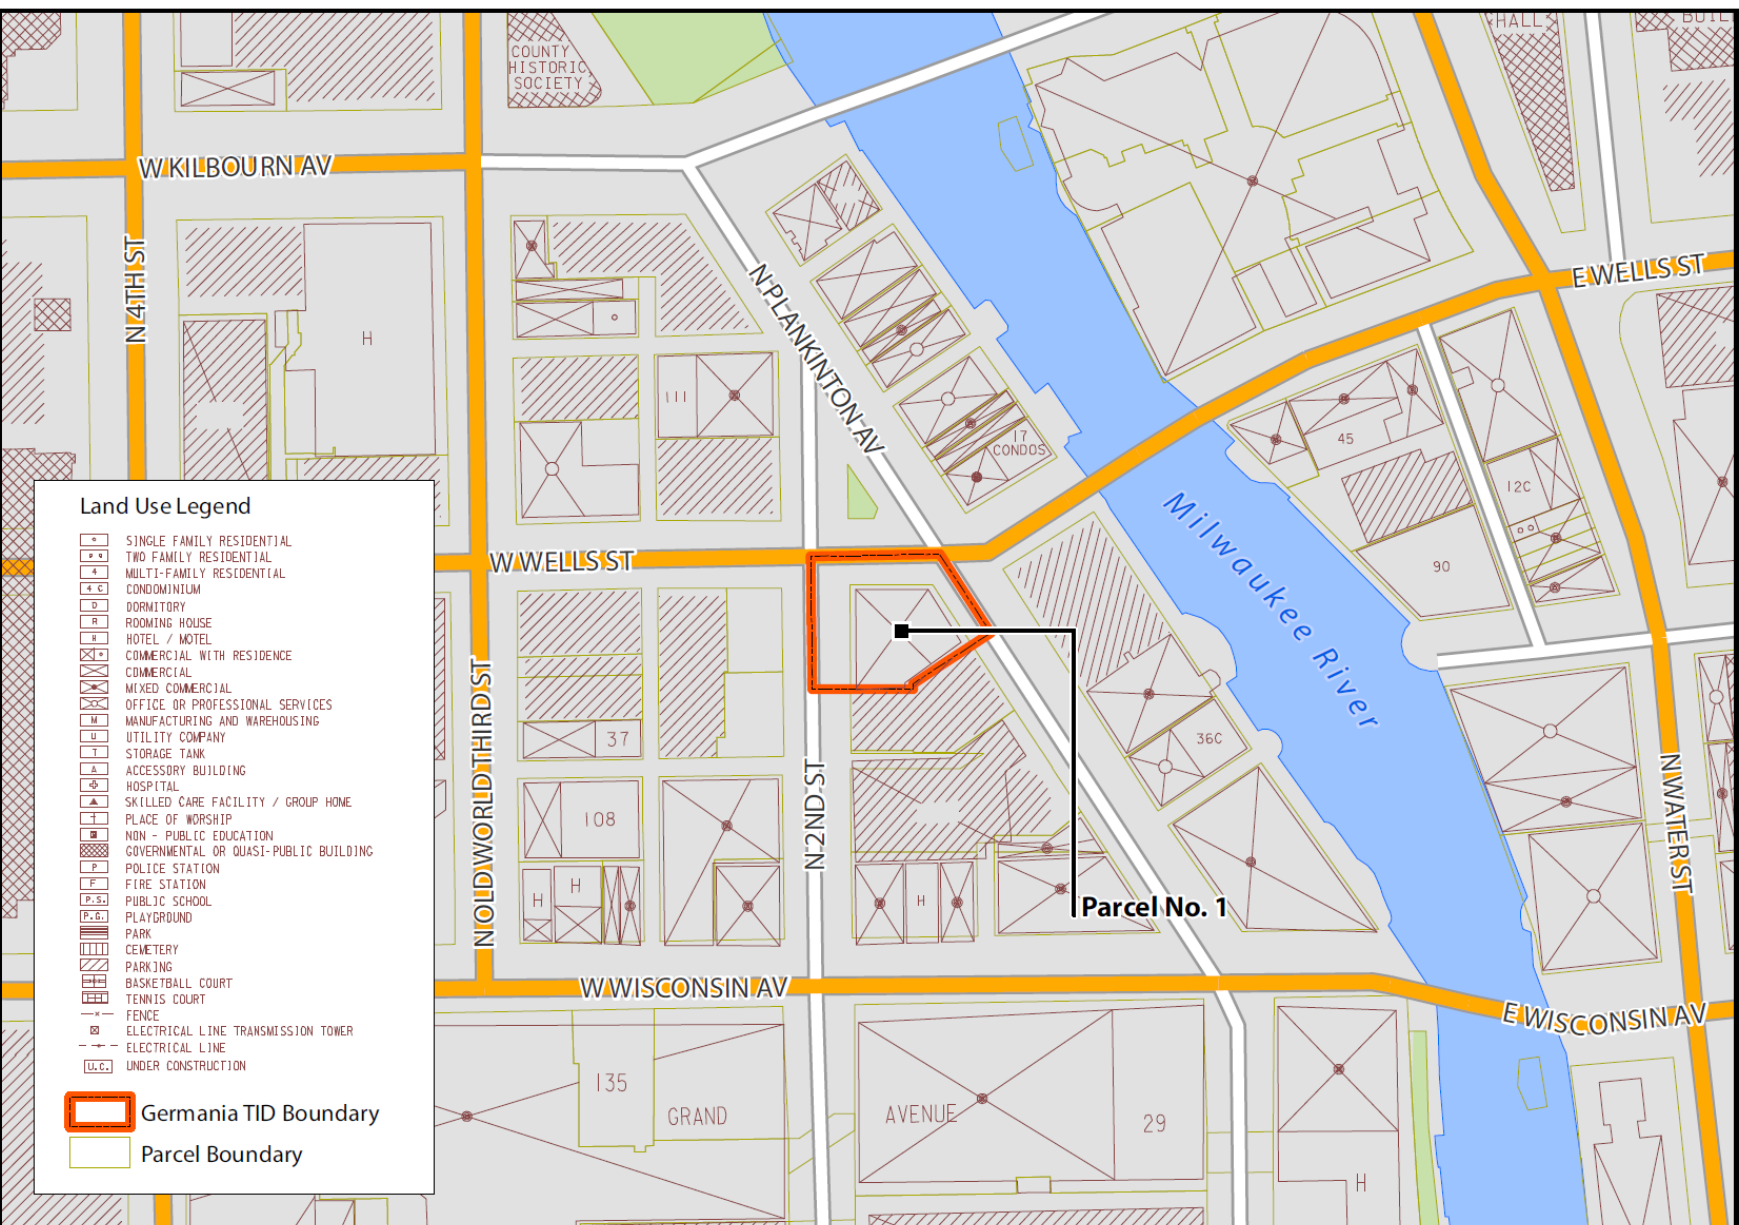 COUNTY
HISTORIC
SOCIETY
HALL
W KILBOURN AV
N 4TH ST
H
N PLANKINTON AV
E WELLS ST
111
17
CONDOS
45
12C
90
Milwaukee River
W WELLS ST
Land Use Legend
SINGLE FAMILY RESIDENTIAL
TWO FAMILY RESIDENTIAL
4 MULTI-FAMILY RESIDENTIAL
4 C CONDOMINIUM
D DORMITORY
R ROOMING HOUSE
H HOTEL / MOTEL
COMMERCIAL WITH RESIDENCE
COMMERCIAL
MIXED COMMERCIAL
OFFICE OR PROFESSIONAL SERVICES
M MANUFACTURING AND WAREHOUSING
U UTILITY COMPANY
T STORAGE TANK
A ACCESSORY BUILDING
HOSPITAL
SKILLED CARE FACILITY / GROUP HOME
PLACE OF WORSHIP
NON - PUBLIC EDUCATION
GOVERNMENTAL OR QUASI-PUBLIC BUILDING
P POLICE STATION
F FIRE STATION
P.S. PUBLIC SCHOOL
P.G. PLAYGROUND
PARK
CEMETERY
PARKING
BASKETBALL COURT
TENNIS COURT
FENCE
ELECTRICAL LINE TRANSMISSION TOWER
ELECTRICAL LINE
U.C. UNDER CONSTRUCTION
Germania TID Boundary
Parcel Boundary
N OLD WORLD THIRD ST
37
36C
108
N 2ND ST
N WATER ST
H
H
H
Parcel No. 1
W WISCONSIN AV
E WISCONSIN AV
135
GRAND
AVENUE
29
H